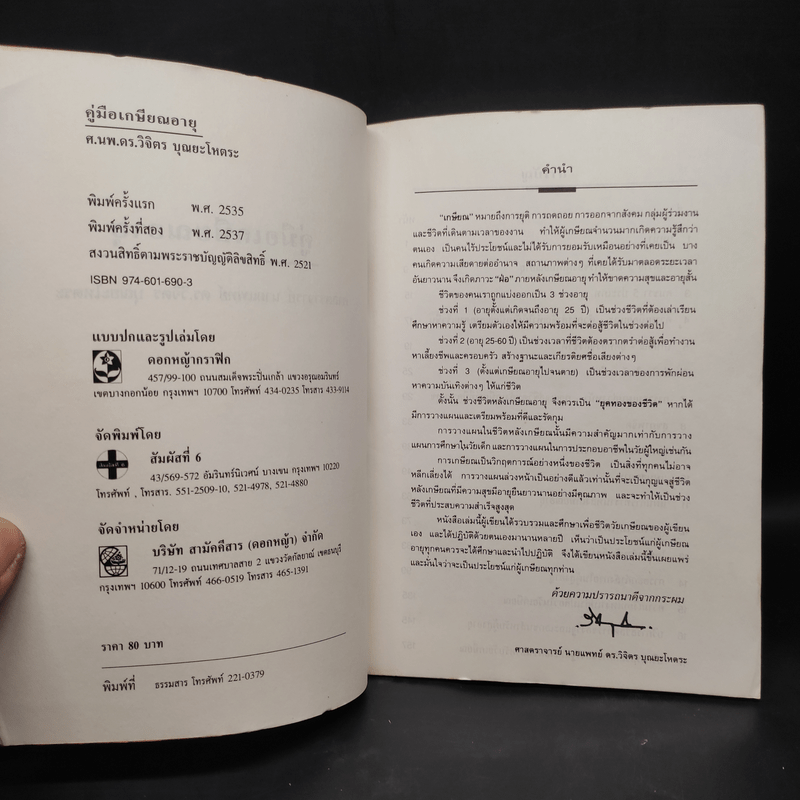 คู่มือเกษียณอายุ
ศ.นพ.ดร.วิจิตร บุณยะโหตระ
พิมพ์ครั้งแรก พ.ศ. 2535
พิมพ์ครั้งที่สอง พ.ศ. 2537
สงวนสิทธิ์ตามพระราชบัญญัติลิขสิทธิ์ พ.ศ. 2521
ISBN 974-601-690-3
แบบปกและรูปเล่มโดย
ดอกหญ้ากราฟิก
457/99-100 ถนนสมเด็จพระปิ่นเกล้า แขวงอรุณอมรินทร์
เขตบางกอกน้อย กรุงเทพฯ 10700 โทรศัพท์ 434-0235 โทรสาร 433-9114
จัดพิมพ์โดย
สัมผัสที่ 6
43/569-572 อัมรินทร์นิเวศน์ บางเขน กรุงเทพฯ 10220
โทรศัพท์ , โทรสาร. 551-2509-10, 521-4978, 521-4880
จัดจำหน่ายโดย
บริษัท สามัคคีสาร (ดอกหญ้า) จำกัด
71/12-19 ถนนเทศบาลสาย 2 แขวงวัดกัลยาณ์ เขตธนบุรี
กรุงเทพฯ 10600 โทรศัพท์ 466-0519 โทรสาร 465-1391
ราคา 80 บาท
พิมพ์ที่ ธรรมสาร โทรศัพท์ 221-0379
คำนำ
"เกษียณ" หมายถึงการยุติ การถดถอย การออกจากสังคม กลุ่มผู้ร่วมงาน
และชีวิตที่เดินตามเวลาของงาน ทำให้ผู้เกษียณจำนวนมากเกิดความรู้สึกว่า
ตนเอง เป็นคนไร้ประโยชน์และไม่ได้รับการยอมรับเหมือนอย่างที่เคยเป็น บาง
คนเกิดความเสียดายต่ออำนาจ สถานภาพต่างๆ ที่เคยได้รับมาตลอดระยะเวลา
อันยาวนาน จึงเกิดภาวะ "ฝ่อ" ภายหลังเกษียณอายุ ทำให้ขาดความสุขและอายุสั้น
ชีวิตของคนเราถูกแบ่งออกเป็น 3 ช่วงอายุ
ช่วงที่ 1 (อายุตั้งแต่เกิดจนถึงอายุ 25 ปี) เป็นช่วงชีวิตที่ต้องเล่าเรียน
ศึกษาหาความรู้ เตรียมตัวเองให้มีความพร้อมที่จะต่อสู้ชีวิตในช่วงต่อไป
ช่วงที่ 2 (อายุ 25-60 ปี) เป็นช่วงเวลาที่ชีวิตต้องตรากตรำต่อสู้เพื่อทำงาน
หาเลี้ยงชีพและครอบครัว สร้างฐานะและเกียรติยศชื่อเสียงต่างๆ
ช่วงที่ 3 (ตั้งแต่เกษียณอายุไปจนตาย) เป็นช่วงเวลาของการพักผ่อน
หาความบันเทิงต่างๆ ให้แก่ชีวิต
ดังนั้น ช่วงชีวิตหลังเกษียณอายุ จึงควรเป็น "ยุคทองของชีวิต" หากได้
มีการวางแผนและเตรียมพร้อมที่ดีและรัดกุม
การวางแผนในชีวิตหลังเกษียณนั้นมีความสำคัญมากเท่ากับการวาง
แผนการศึกษาในวัยเด็ก และการวางแผนในการประกอบอาชีพในวัยผู้ใหญ่เช่นกัน
การเกษียณเป็นวิกฤตการณ์อย่างหนึ่งของชีวิต เป็นสิ่งที่ทุกคนไม่อาจ
หลีกเลี่ยงได้ การวางแผนล่วงหน้าเป็นอย่างดีแล้วเท่านั้นที่จะเป็นกุญแจสู่ชีวิต
หลังเกษียณที่มีความสุขมีอายุยืนยาวนานอย่างมีคุณภาพ และจะทำให้เป็นช่วง
ชีวิตที่ประสบความสำเร็จสูงสุด
หนังสือเล่มนี้ผู้เขียนได้รวบรวมและศึกษาเพื่อชีวิตวัยเกษียณของผู้เขียน
เอง และได้ปฏิบัติด้วยตนเองมานานหลายปี เห็นว่าเป็นประโยชน์แก่ผู้เกษียณ
อายุทุกคนควรจะได้ศึกษาและนำไปปฏิบัติ จึงได้เขียนหนังสือเล่มนี้ขึ้นเผยแพร่
และมั่นใจว่าจะเป็นประโยชน์แก่ผู้เกษียณทุกท่าน
ด้วยความปรารถนาดีจากกระผม
ศาสตราจารย์ นายแพทย์ ดร.วิจิตร บุณยะโหตระ